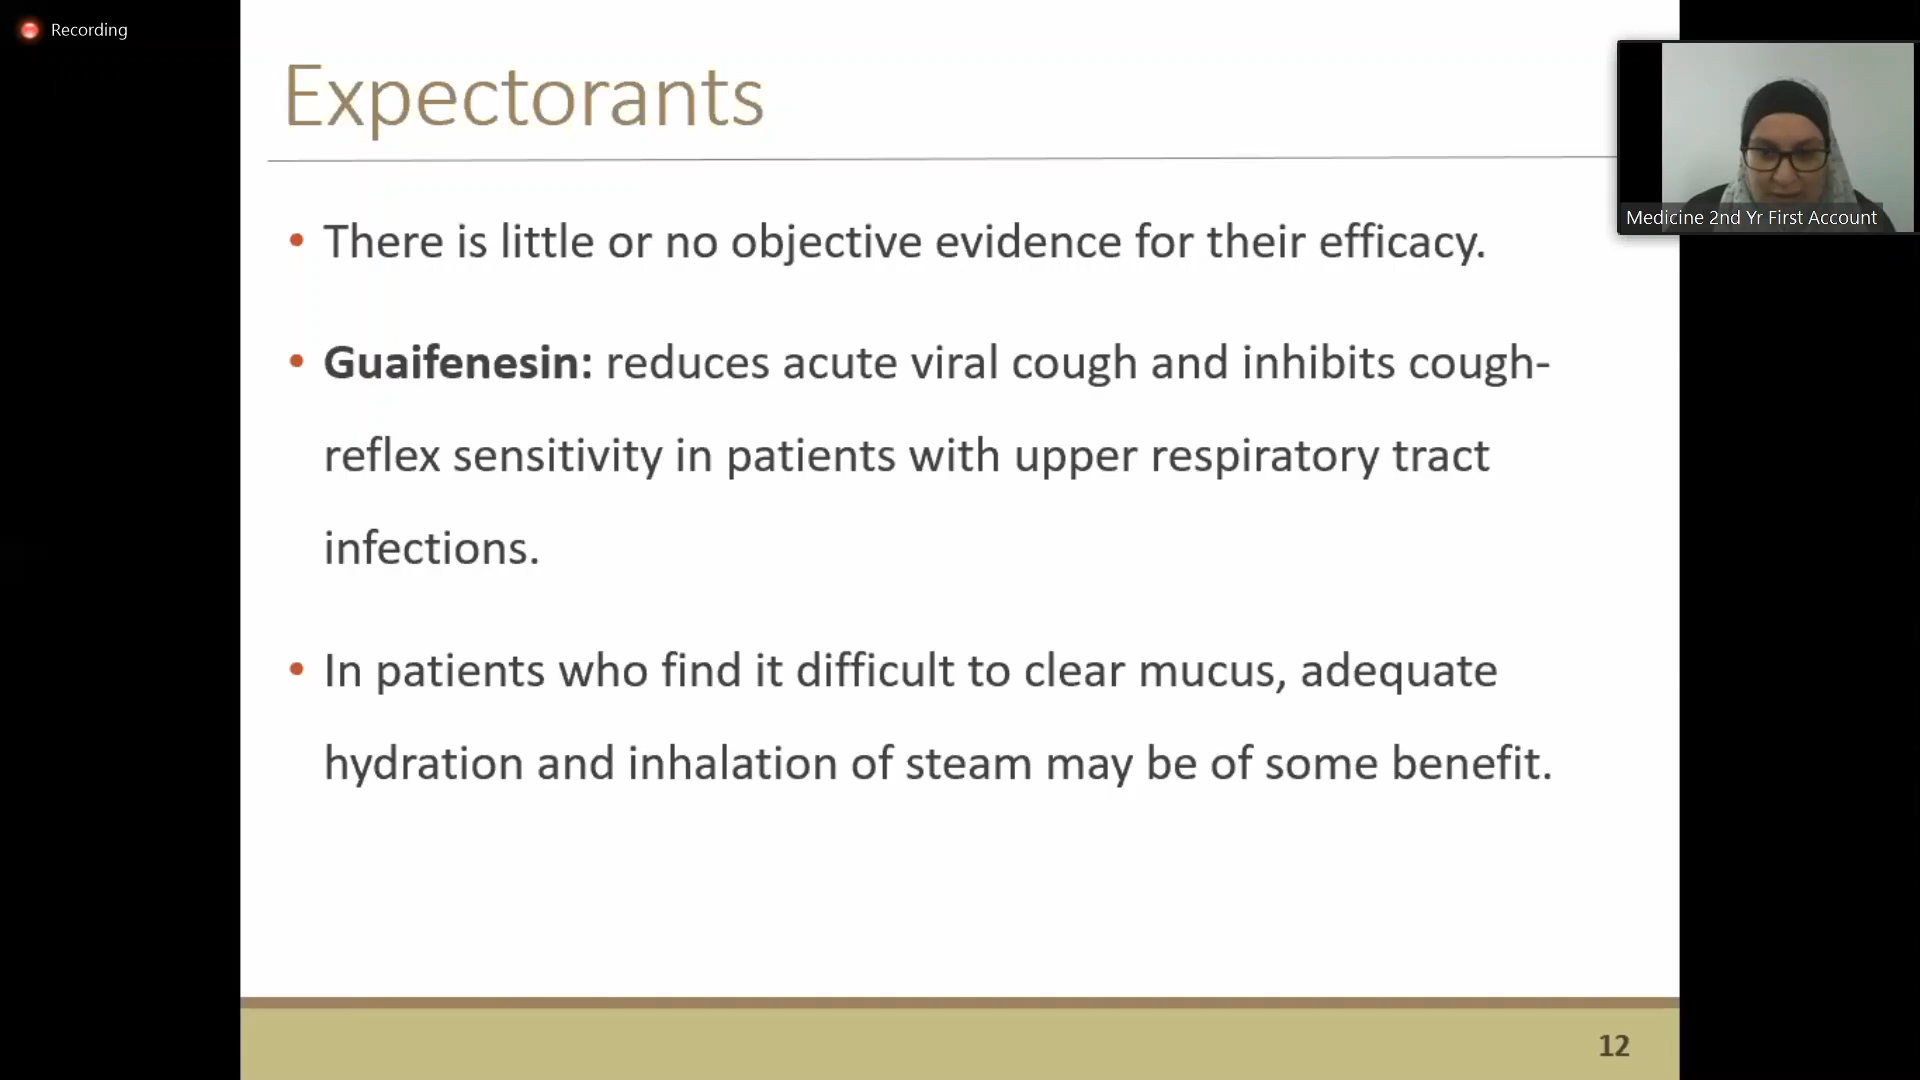 Recording
Expectorants
Medicine 2nd Yr First Account
• There is little or no objective evidence for their efficacy.
• Guaifenesin: reduces acute viral cough and inhibits cough-
reflex sensitivity in patients with upper respiratory tract
infections.
• In patients who find it difficult to clear mucus, adequate
hydration and inhalation of steam may be of some benefit.
12